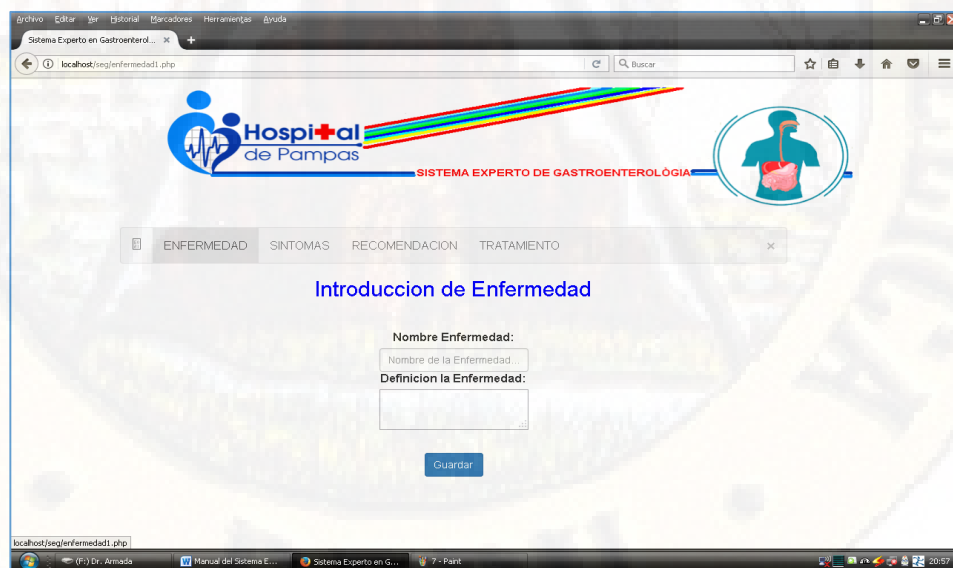 Archivo Editar Ver Historial Marcadores Herramientas Ayuda
Sistema Experto en Gastroenterol... × +
localhost/seg/enfermedad1.php
Buscar
Hospital
de Pampas
SISTEMA EXPERTO DE GASTROENTEROLÒGIA
ENFERMEDAD SINTOMAS RECOMENDACION TRATAMIENTO ×
Introduccion de Enfermedad
Nombre Enfermedad:
Nombre de la Enfermedad...
Definicion la Enfermedad:
Guardar
localhost/seg/enfermedad1.php
(F:) Dr. Armada Manual del Sistema E... Sistema Experto en G... 7 - Paint 20:57